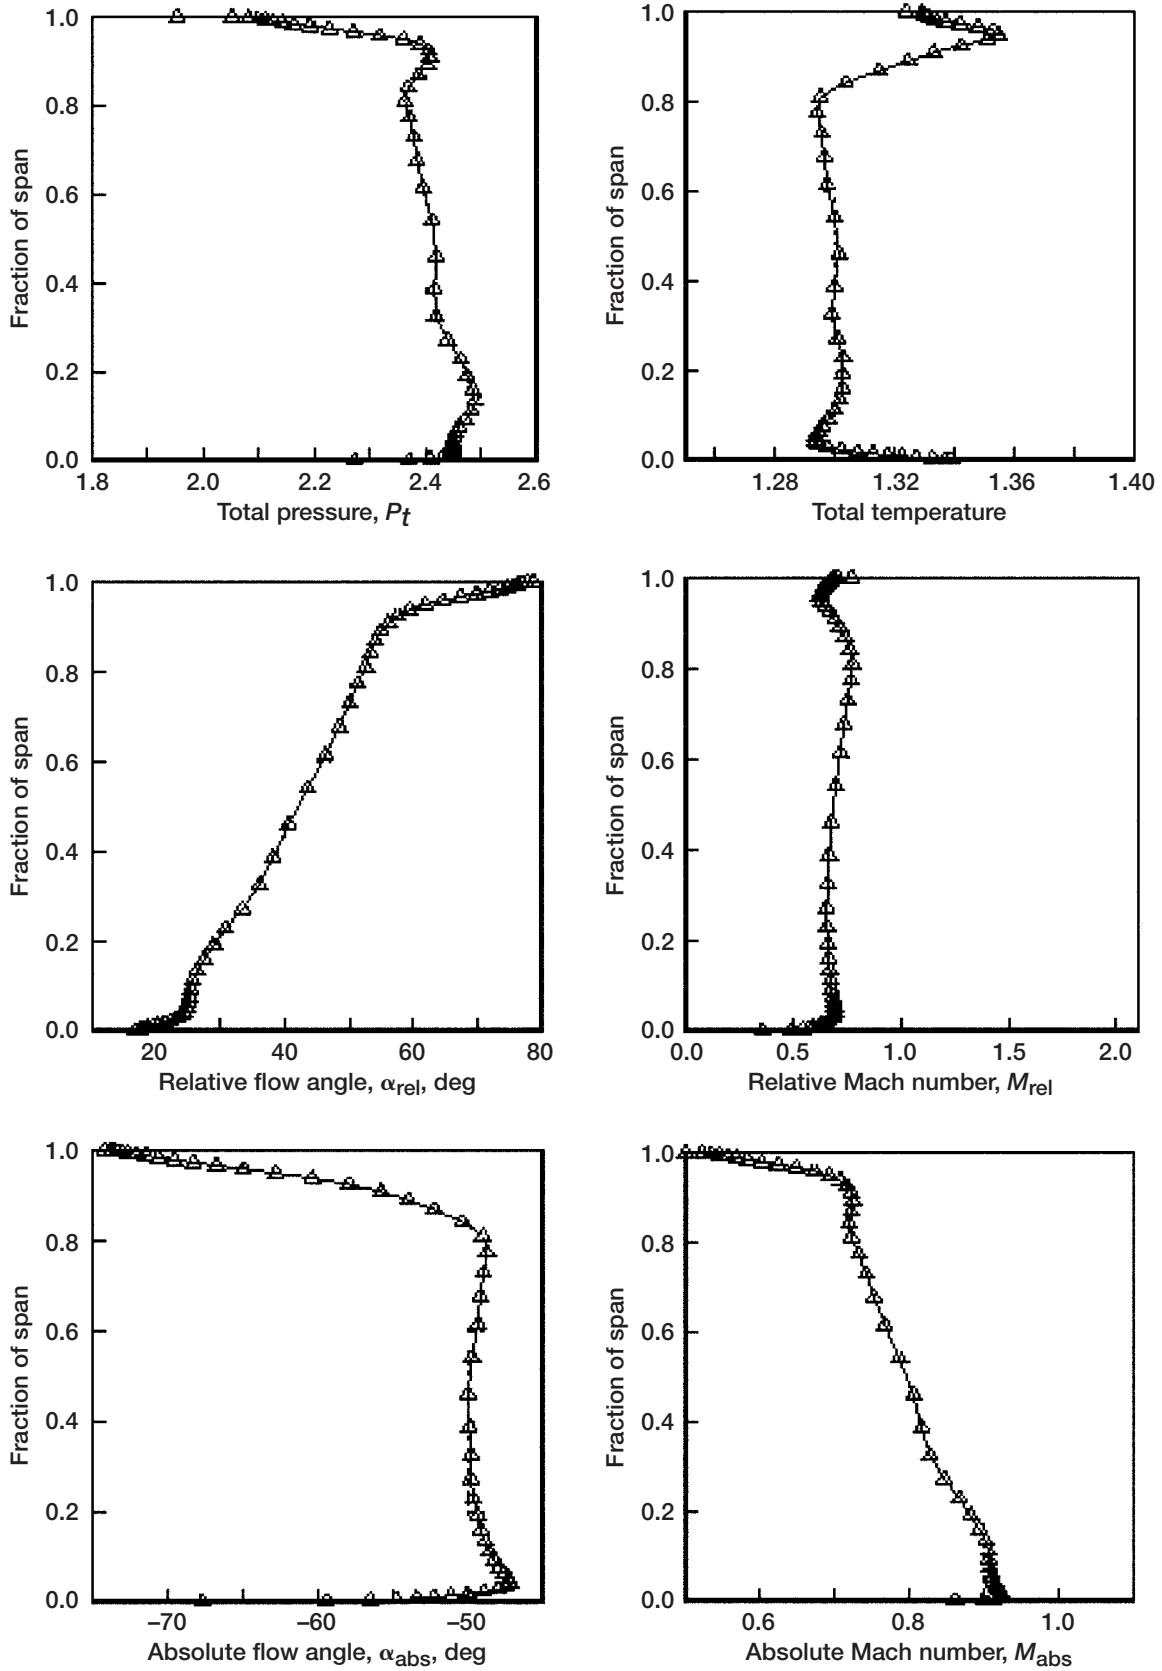 1.0
0.8
0.6
0.4
0.2
0.0
Fraction of span
1.8 2.0 2.2 2.4 2.6
Total pressure, Pt
1.0
0.8
0.6
0.4
0.2
0.0
Fraction of span
1.28 1.32 1.36 1.40
Total temperature
1.0
0.8
0.6
0.4
0.2
0.0
Fraction of span
20 40 60 80
Relative flow angle, αrel, deg
1.0
0.8
0.6
0.4
0.2
0.0
Fraction of span
0.0 0.5 1.0 1.5 2.0
Relative Mach number, Mrel
1.0
0.8
0.6
0.4
0.2
0.0
Fraction of span
–70 –60 –50
Absolute flow angle, αabs, deg
1.0
0.8
0.6
0.4
0.2
0.0
Fraction of span
0.6 0.8 1.0
Absolute Mach number, Mabs